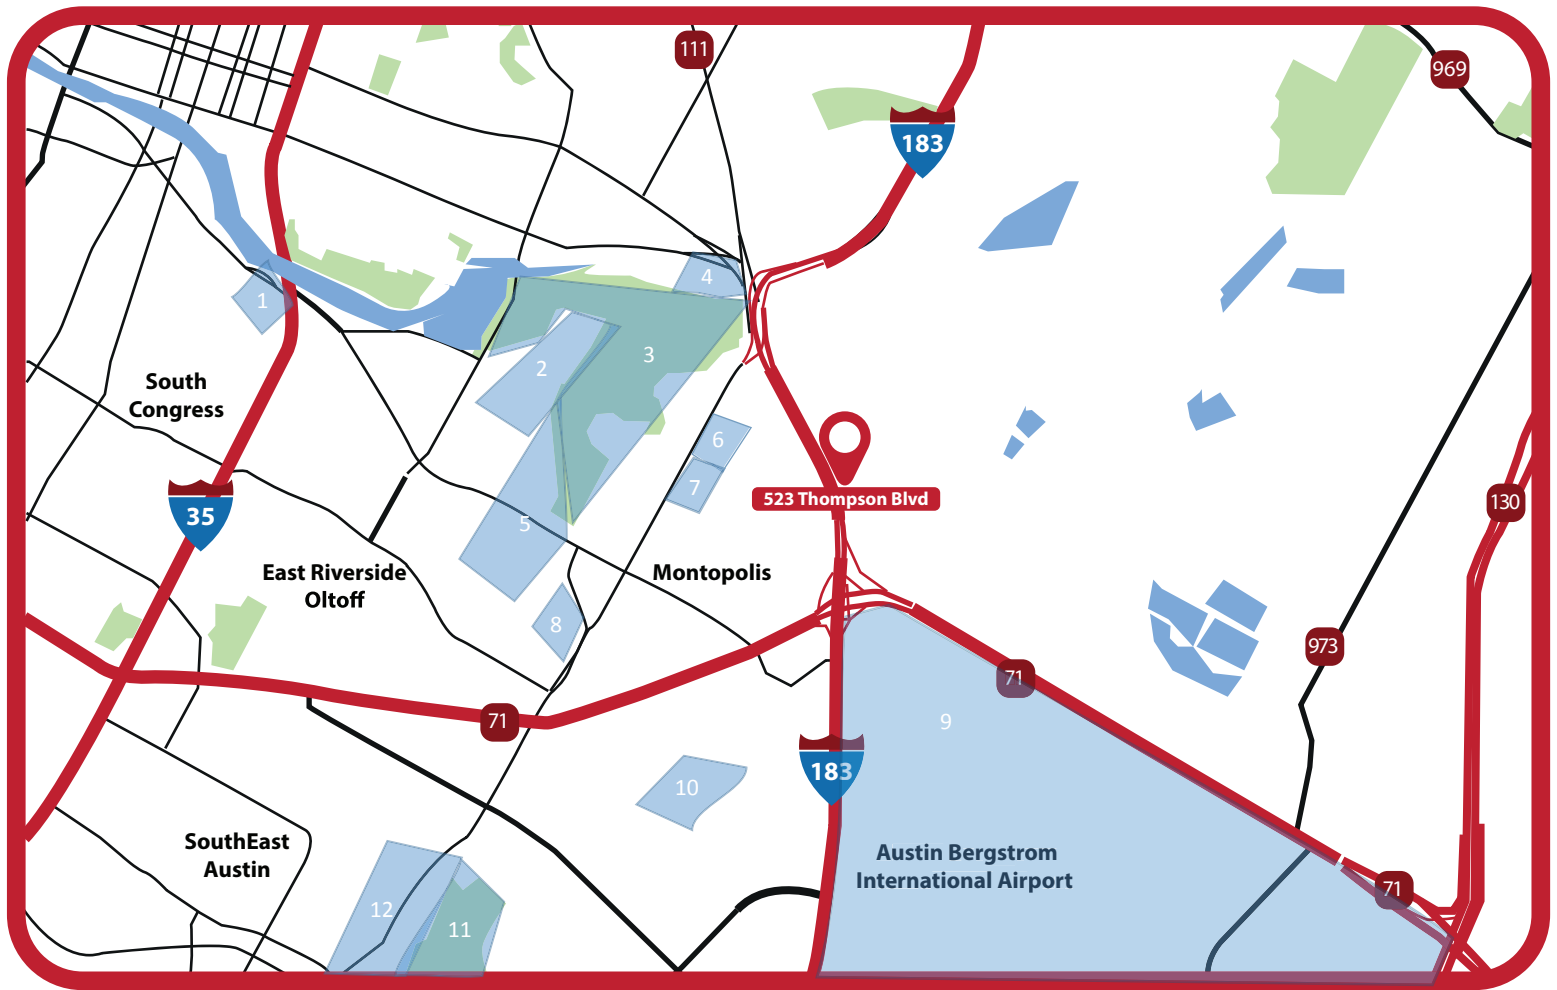 111
969
183
4
1
3
2
South
Congress
6
7
523 Thompson Blvd
130
35
5
East Riverside
Oltoff
Montopolis
8
973
71
71
9
183
10
SouthEast
Austin
Austin Bergstrom
International Airport
71
12
11